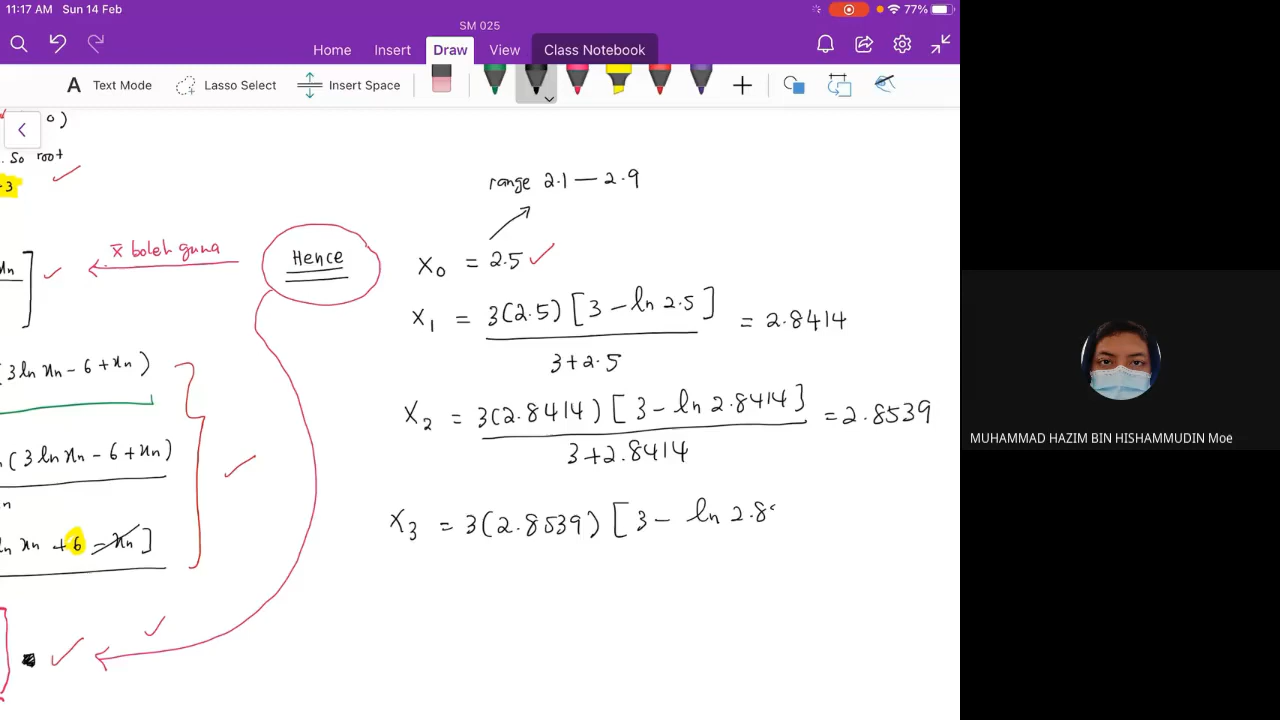 11:17 AM Sun 14 Feb
77%
SM 025
Home Insert Draw View Class Notebook
Text Mode Lasso Select Insert Space
o)
. So root
3
range 2.1 — 2.9
x̄ boleh guna
Hence
xn ]
X0 = 2.5 ✓
X1 = 3(2.5) [3 - ln 2.5] = 2.8414
3+2.5
(3 ln xn - 6 + xn)
X2 = 3(2.8414) [3 - ln 2.8414] = 2.8539
3+2.8414
(3 ln xn - 6 + xn)
xn
X3 = 3(2.8539) [3 - ln 2.8
ln xn + 6 - xn]
MUHAMMAD HAZIM BIN HISHAMMUDIN Moe